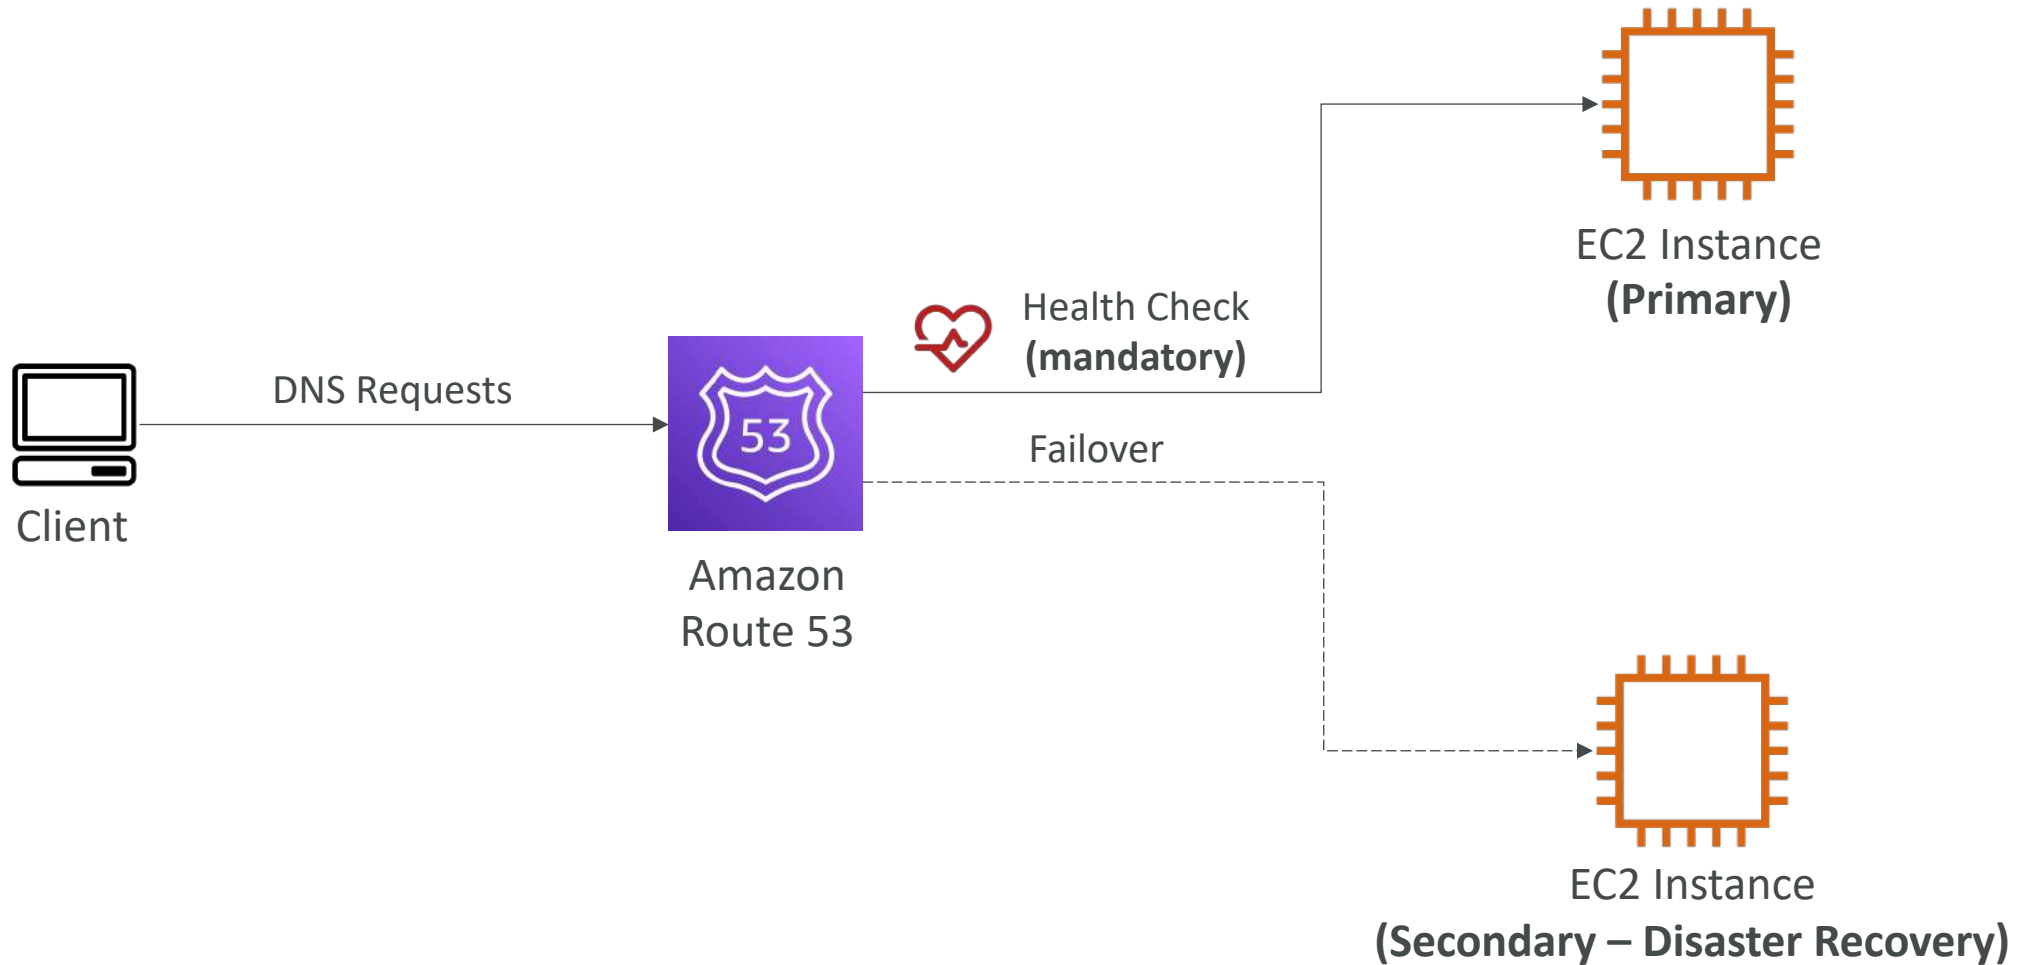 EC2 Instance
(Primary)
Health Check
(mandatory)
DNS Requests
53
Failover
Client
Amazon
Route 53
EC2 Instance
(Secondary – Disaster Recovery)